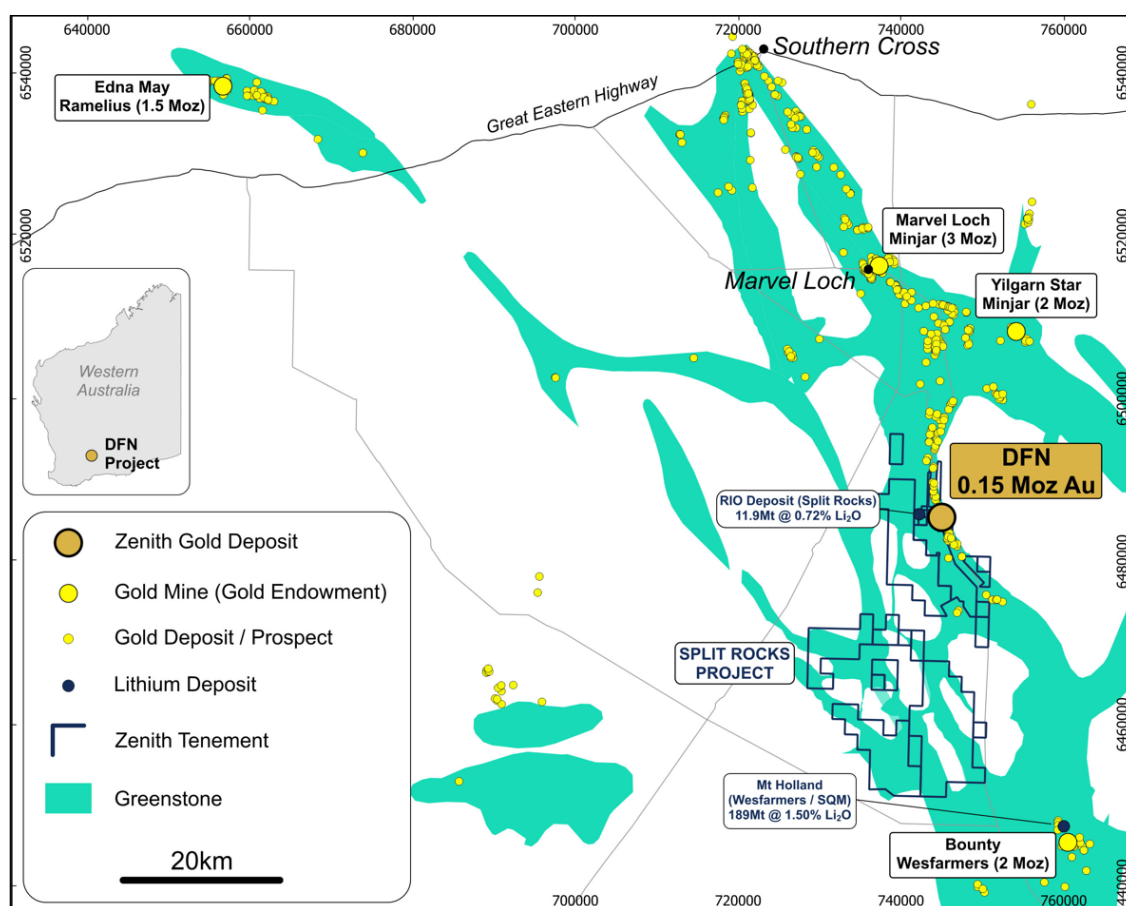 640000
660000
680000
700000
720000
740000
760000
6540000
6520000
6540000
6520000
6500000
6480000
6460000
6440000
Southern Cross
Great Eastern Highway
Edna May
Ramelius (1.5 Moz)
Marvel Loch
Minjar (3 Moz)
Marvel Loch
Yilgarn Star
Minjar (2 Moz)
Western
Australia
DFN
Project
DFN
0.15 Moz Au
RIO Deposit (Split Rocks)
11.9Mt @ 0.72% Li₂O
SPLIT ROCKS
PROJECT
Mt Holland
(Wesfarmers / SQM)
189Mt @ 1.50% Li₂O
Bounty
Wesfarmers (2 Moz)
Zenith Gold Deposit
Gold Mine (Gold Endowment)
Gold Deposit / Prospect
Lithium Deposit
Zenith Tenement
Greenstone
20km
700000
720000
740000
760000